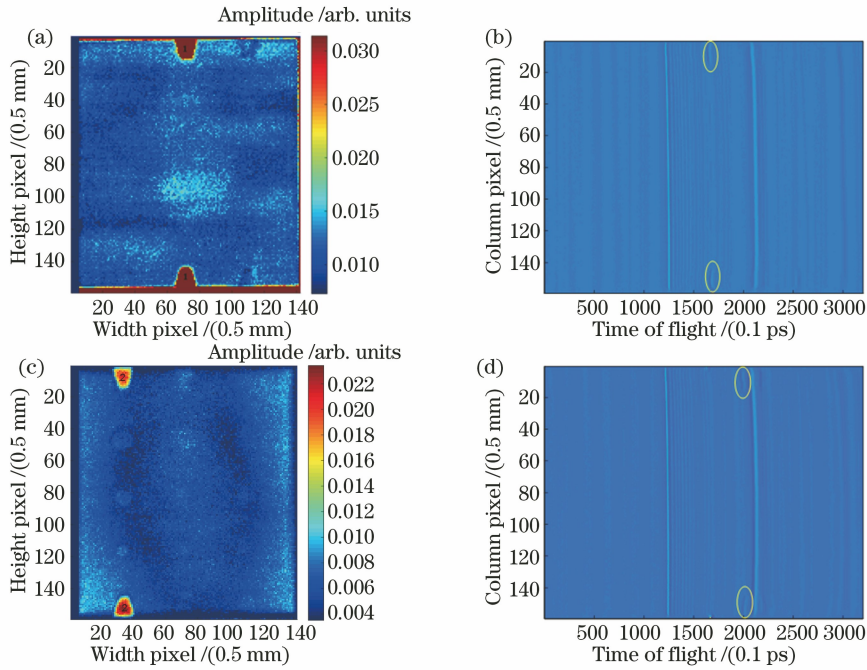 Amplitude /arb. units
(a)
1
1
0.030
0.025
0.020
0.015
0.010
20
40
60
80
100
120
140
Height pixel /(0.5 mm)
20 40 60 80 100 120 140
Width pixel /(0.5 mm)
(b)
20
40
60
80
100
120
140
Column pixel /(0.5 mm)
500 1000 1500 2000 2500 3000
Time of flight /(0.1 ps)
Amplitude /arb. units
(c)
2
2
0.022
0.020
0.018
0.016
0.014
0.012
0.010
0.008
0.006
0.004
20
40
60
80
100
120
140
Height pixel /(0.5 mm)
20 40 60 80 100 120 140
Width pixel /(0.5 mm)
(d)
20
40
60
80
100
120
140
Column pixel /(0.5 mm)
500 1000 1500 2000 2500 3000
Time of flight /(0.1 ps)